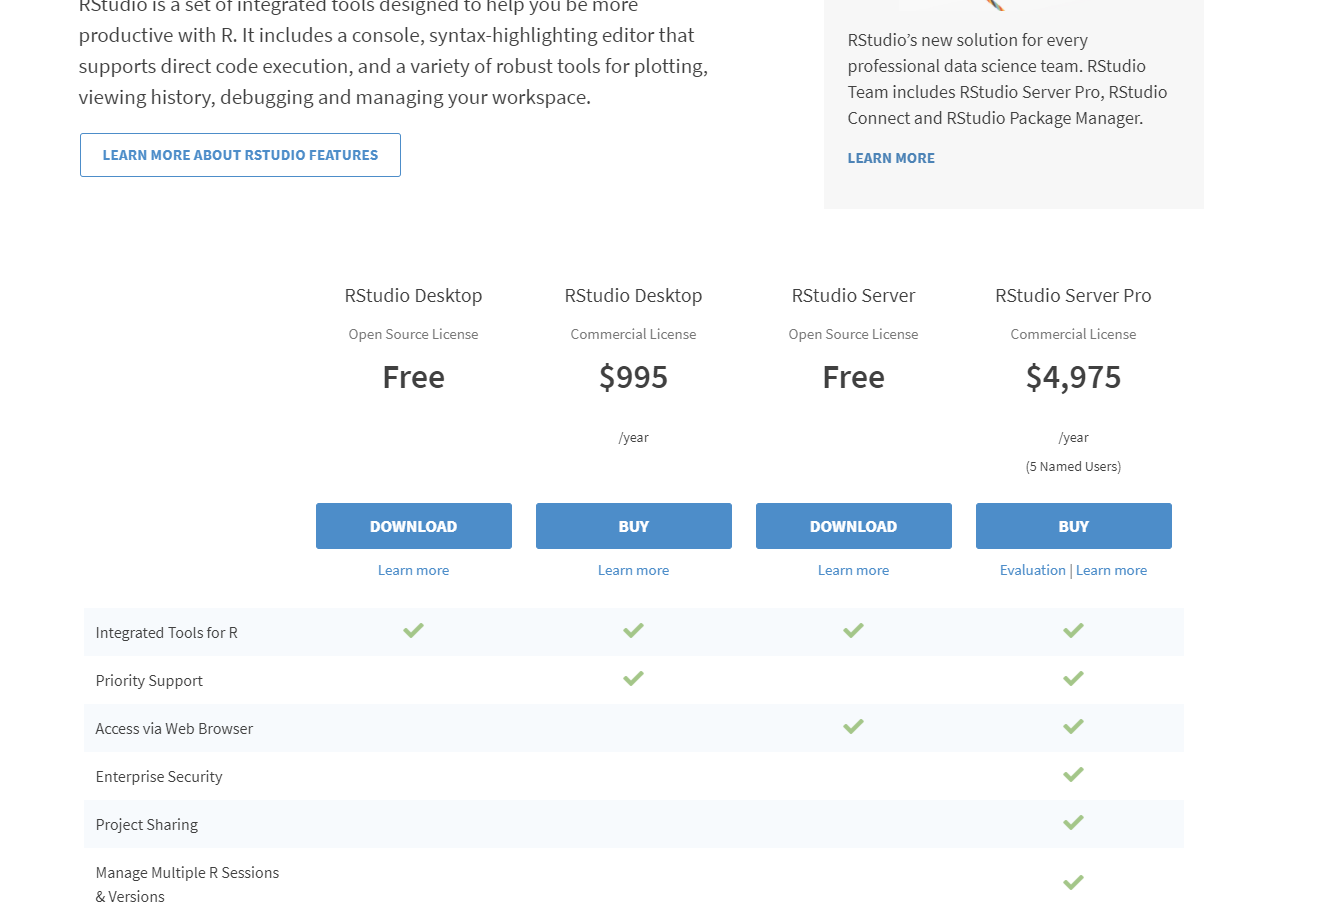 RStudio is a set of integrated tools designed to help you be more
productive with R. It includes a console, syntax-highlighting editor that
supports direct code execution, and a variety of robust tools for plotting,
viewing history, debugging and managing your workspace.
LEARN MORE ABOUT RSTUDIO FEATURES
RStudio’s new solution for every
professional data science team. RStudio
Team includes RStudio Server Pro, RStudio
Connect and RStudio Package Manager.
LEARN MORE
RStudio Desktop RStudio Desktop RStudio Server RStudio Server Pro
Open Source License Commercial License Open Source License Commercial License
Free $995 Free $4,975
/year /year
(5 Named Users)
DOWNLOAD BUY DOWNLOAD BUY
Learn more Learn more Learn more Evaluation | Learn more
Integrated Tools for R
Priority Support
Access via Web Browser
Enterprise Security
Project Sharing
Manage Multiple R Sessions
& Versions